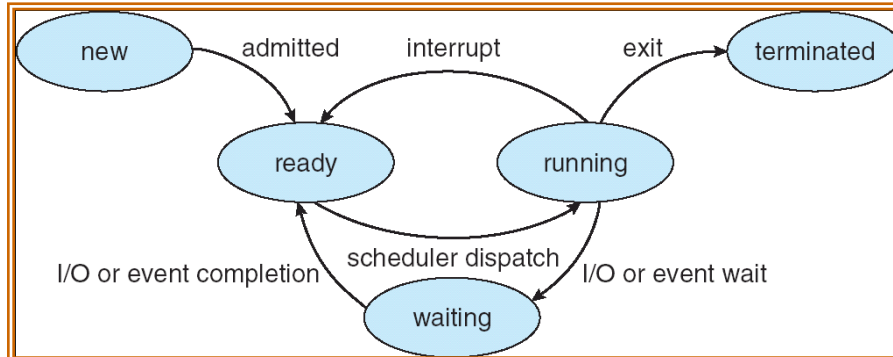 new
admitted
interrupt
exit
terminated
ready
running
I/O or event completion
scheduler dispatch
I/O or event wait
waiting